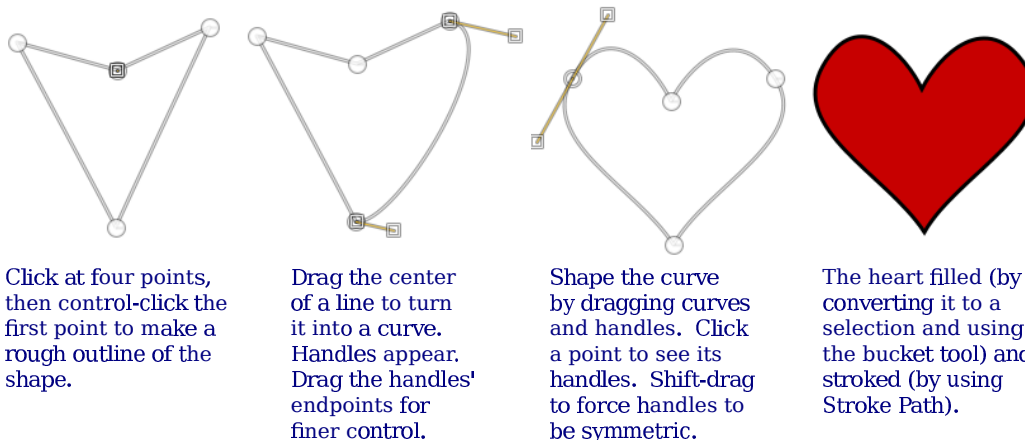 Click at four points,
then control-click the
first point to make a
rough outline of the
shape.
Drag the center
of a line to turn
it into a curve.
Handles appear.
Drag the handles'
endpoints for
finer control.
Shape the curve
by dragging curves
and handles.  Click
a point to see its
handles.  Shift-drag
to force handles to
be symmetric.
The heart filled (by
converting it to a
selection and using
the bucket tool) and
stroked (by using
Stroke Path).